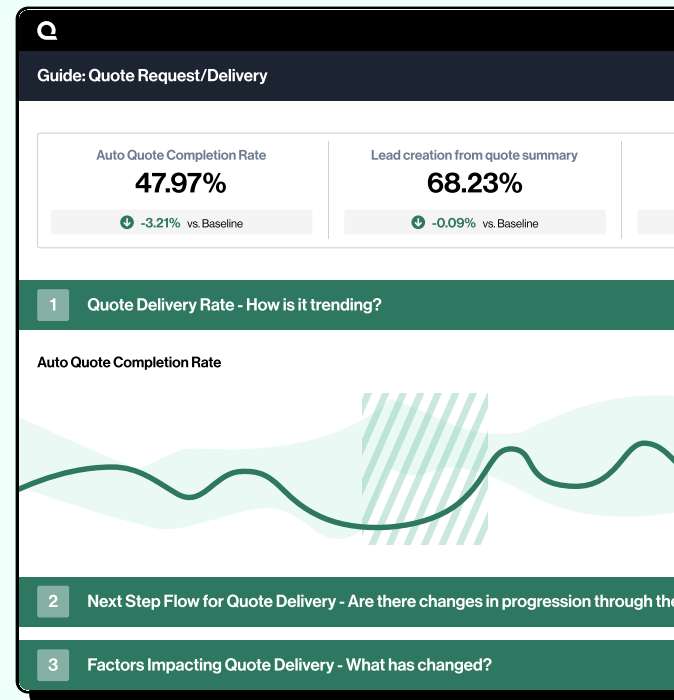 Guide: Quote Request/Delivery
Auto Quote Completion Rate
47.97%
-3.21% vs. Baseline
Lead creation from quote summary
68.23%
-0.09% vs. Baseline
1 Quote Delivery Rate - How is it trending?
Auto Quote Completion Rate
2 Next Step Flow for Quote Delivery - Are there changes in progression through the
3 Factors Impacting Quote Delivery - What has changed?